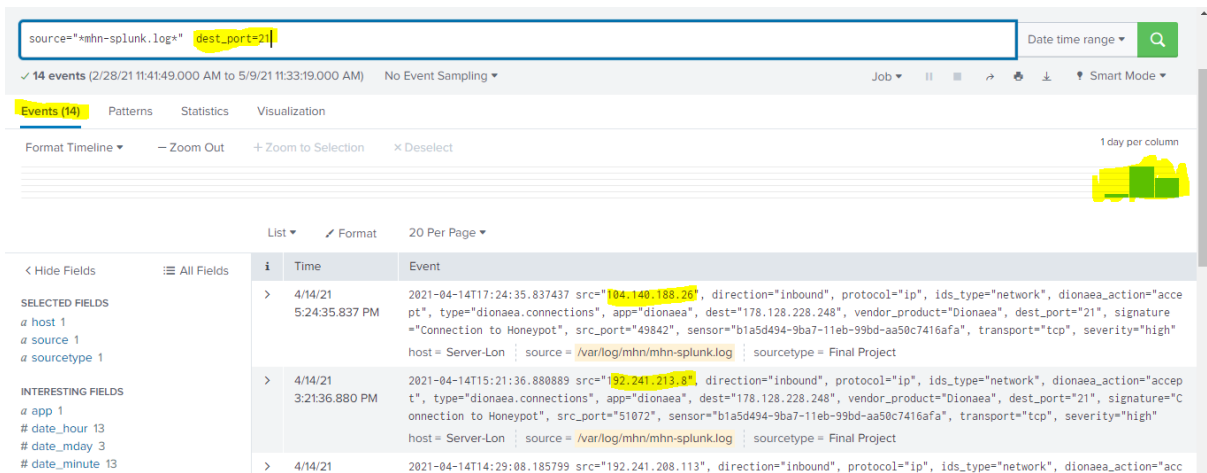 source="*mhn-splunk.log*" dest_port=21
Date time range ▾
✓ 14 events (2/28/21 11:41:49.000 AM to 5/9/21 11:33:19.000 AM) No Event Sampling ▾
Job ▾
Smart Mode ▾
Events (14) Patterns Statistics Visualization
Format Timeline ▾ — Zoom Out + Zoom to Selection × Deselect
1 day per column
List ▾ Format 20 Per Page ▾
< Hide Fields All Fields
i Time Event
SELECTED FIELDS
a host 1
a source 1
a sourcetype 1
INTERESTING FIELDS
a app 1
# date_hour 13
# date_mday 3
# date_minute 13
> 4/14/21
5:24:35.837 PM
2021-04-14T17:24:35.837437 src="104.140.188.26", direction="inbound", protocol="ip", ids_type="network", dionaea_action="acce
pt", type="dionaea.connections", app="dionaea", dest="178.128.228.248", vendor_product="Dionaea", dest_port="21", signature
="Connection to Honeypot", src_port="49842", sensor="b1a5d494-9ba7-11eb-99bd-aa50c7416afa", transport="tcp", severity="high"
host = Server-Lon source = /var/log/mhn/mhn-splunk.log sourcetype = Final Project
> 4/14/21
3:21:36.880 PM
2021-04-14T15:21:36.880889 src="192.241.213.8", direction="inbound", protocol="ip", ids_type="network", dionaea_action="accep
t", type="dionaea.connections", app="dionaea", dest="178.128.228.248", vendor_product="Dionaea", dest_port="21", signature="C
onnection to Honeypot", src_port="51072", sensor="b1a5d494-9ba7-11eb-99bd-aa50c7416afa", transport="tcp", severity="high"
host = Server-Lon source = /var/log/mhn/mhn-splunk.log sourcetype = Final Project
> 4/14/21
2021-04-14T14:29:08.185799 src="192.241.208.113", direction="inbound", protocol="ip", ids_type="network", dionaea_action="acc